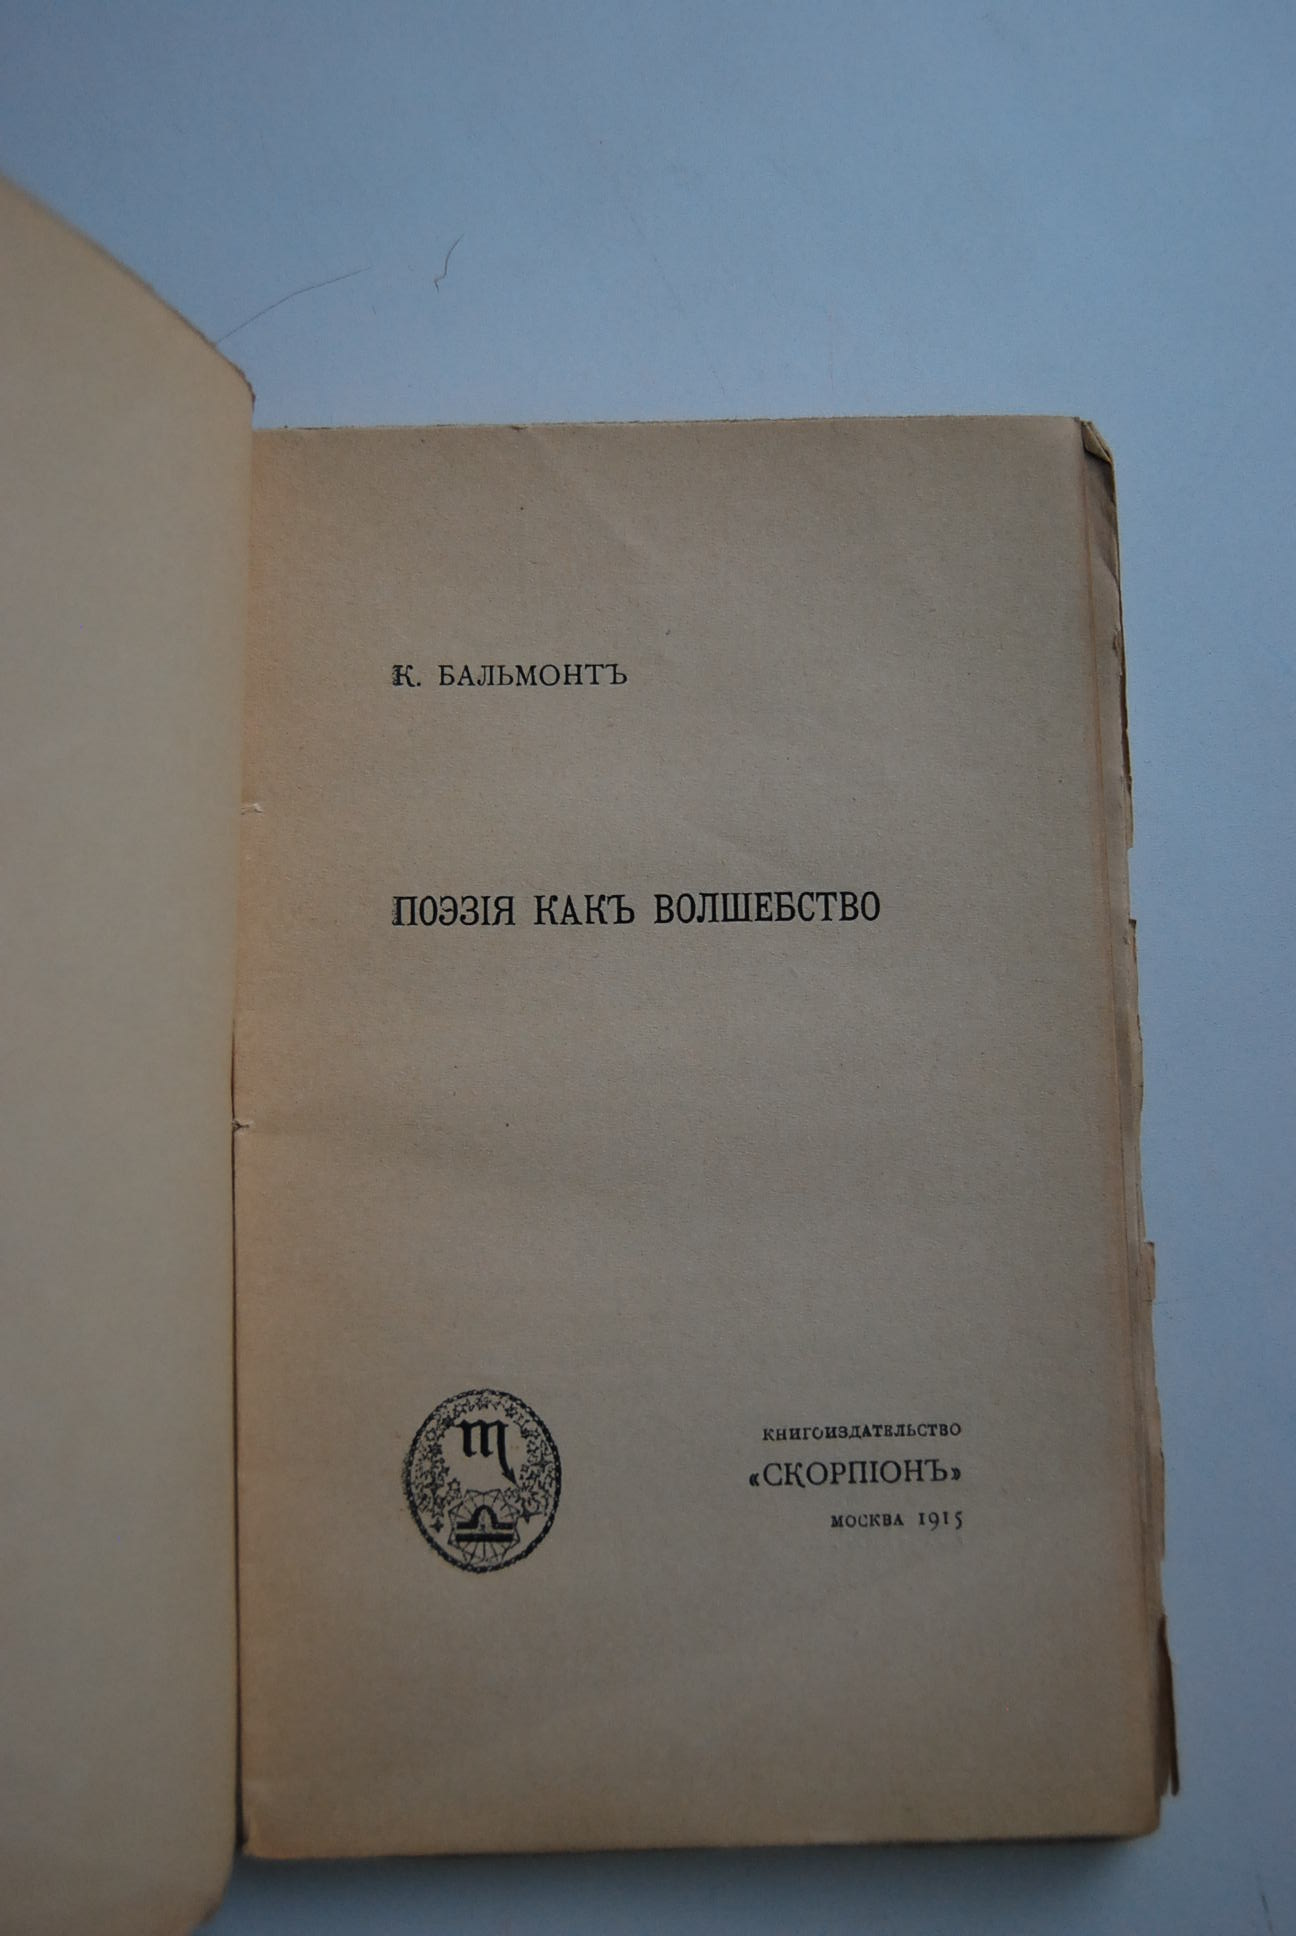 К. БАЛЬМОНТЪ
ПОЭЗІЯ КАКЪ ВОЛШЕБСТВО
КНИГОИЗДАТЕЛЬСТВО
«СКОРПІОНЪ»
МОСКВА 1915